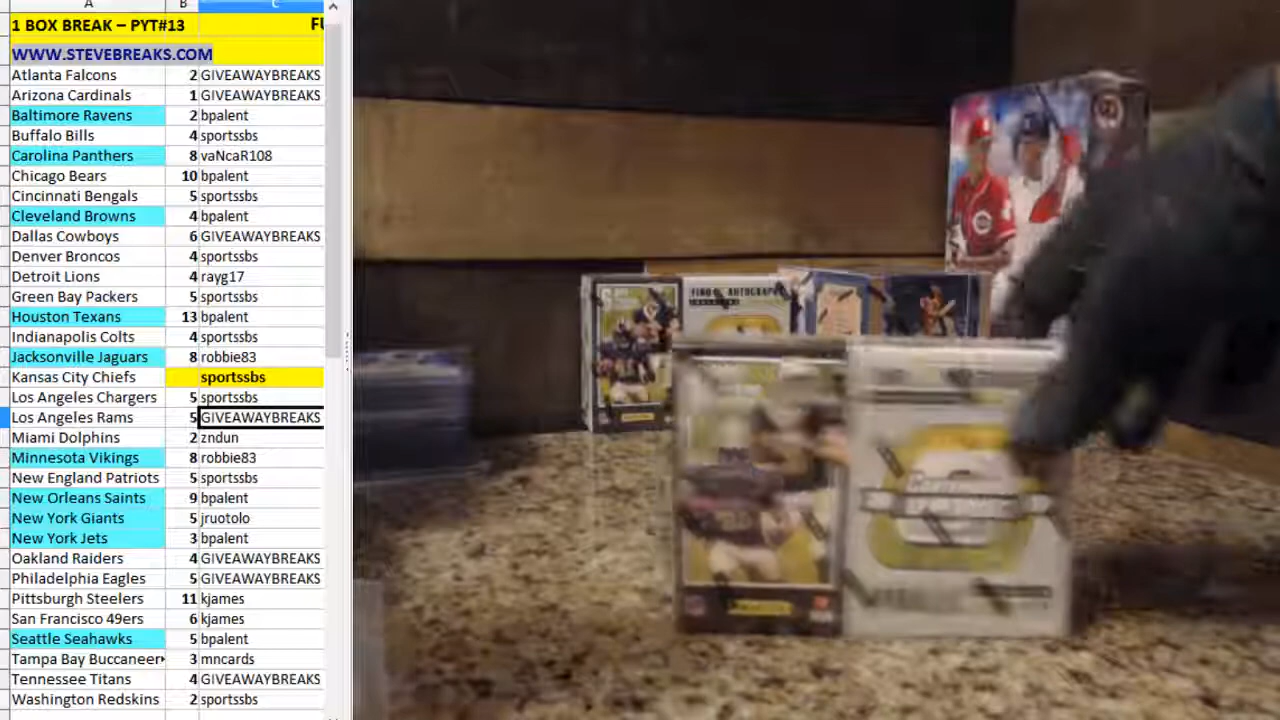 A B C
1 BOX BREAK – PYT#13 FU
WWW.STEVEBREAKS.COM
Atlanta Falcons 2 GIVEAWAYBREAKS
Arizona Cardinals 1 GIVEAWAYBREAKS
Baltimore Ravens 2 bpalent
Buffalo Bills 4 sportssbs
Carolina Panthers 8 vaNcaR108
Chicago Bears 10 bpalent
Cincinnati Bengals 5 sportssbs
Cleveland Browns 4 bpalent
Dallas Cowboys 6 GIVEAWAYBREAKS
Denver Broncos 4 sportssbs
Detroit Lions 4 rayg17
Green Bay Packers 5 sportssbs
Houston Texans 13 bpalent
Indianapolis Colts 4 sportssbs
Jacksonville Jaguars 8 robbie83
Kansas City Chiefs sportssbs
Los Angeles Chargers 5 sportssbs
Los Angeles Rams 5 GIVEAWAYBREAKS
Miami Dolphins 2 zndun
Minnesota Vikings 8 robbie83
New England Patriots 5 sportssbs
New Orleans Saints 9 bpalent
New York Giants 5 jruotolo
New York Jets 3 bpalent
Oakland Raiders 4 GIVEAWAYBREAKS
Philadelphia Eagles 5 GIVEAWAYBREAKS
Pittsburgh Steelers 11 kjames
San Francisco 49ers 6 kjames
Seattle Seahawks 5 bpalent
Tampa Bay Buccaneer 3 mncards
Tennessee Titans 4 GIVEAWAYBREAKS
Washington Redskins 2 sportssbs